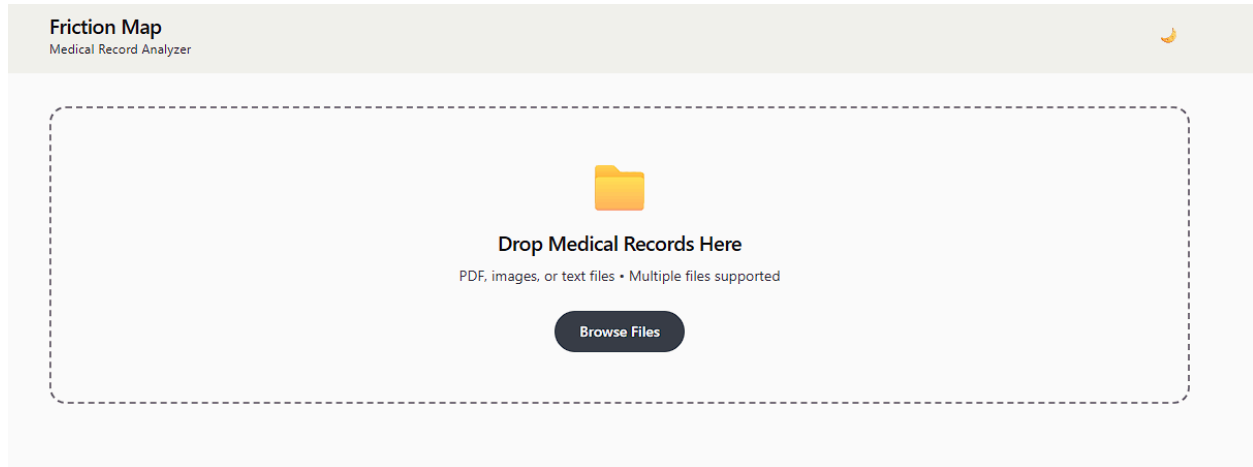 Friction Map
Medical Record Analyzer
Drop Medical Records Here
PDF, images, or text files • Multiple files supported
Browse Files